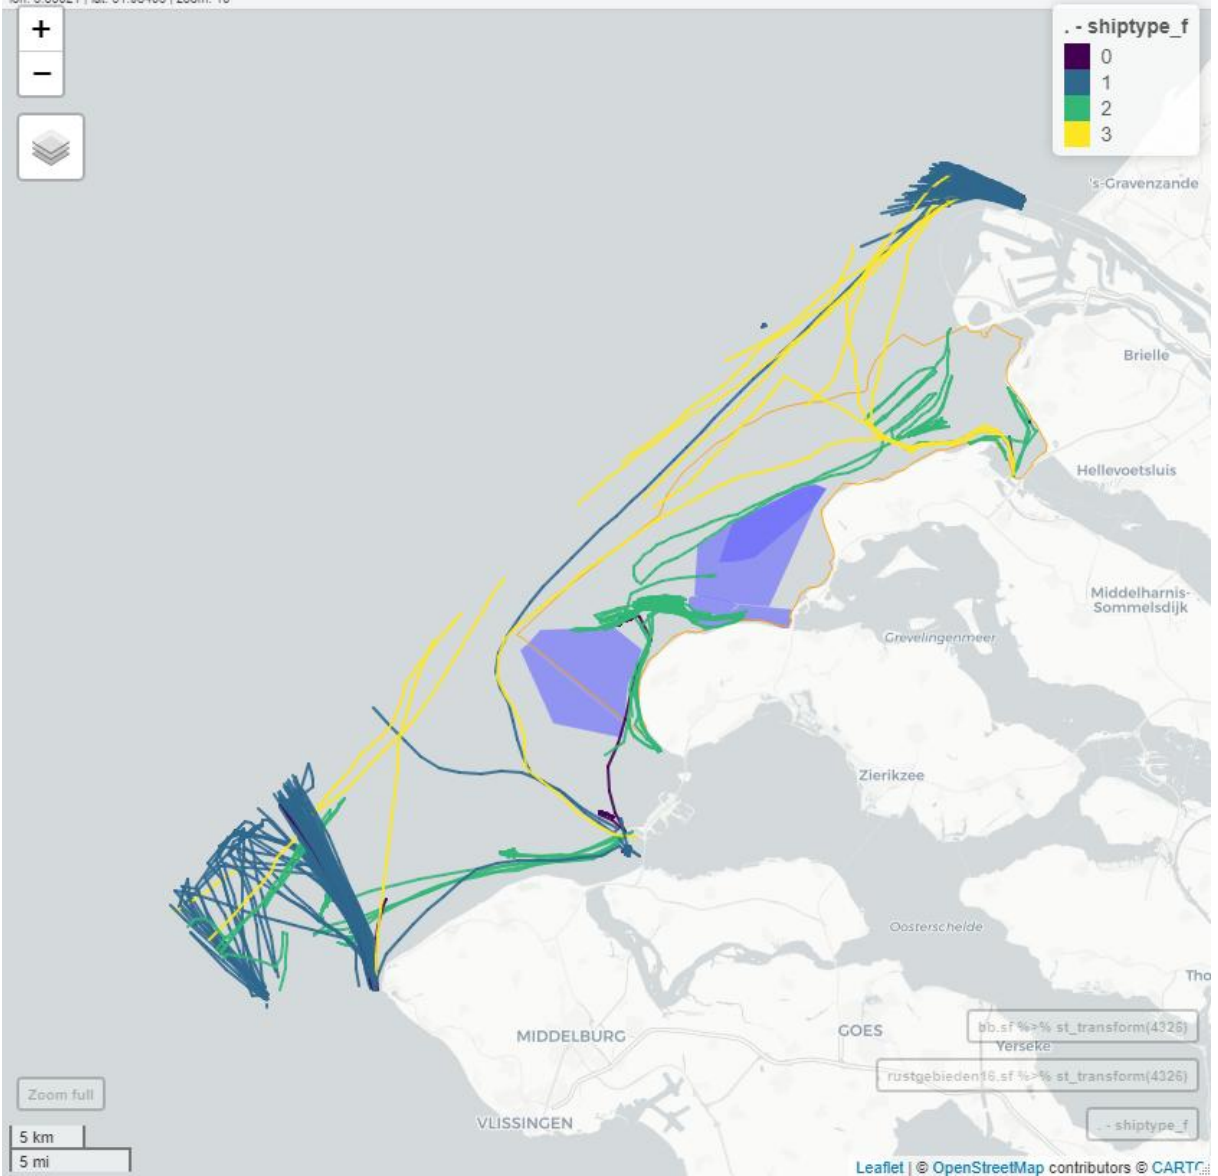 +
−
. - shiptype_f
0
1
2
3
's-Gravenzande
Brielle
Hellevoetsluis
Middelharnis-
Sommelsdijk
Grevelingenmeer
Zierikzee
Oosterschelde
Tho
MIDDELBURG
GOES
bb.sf %>% st_transform(4326)
Yerseke
rustgebieden16.sf %>% st_transform(4326)
Zoom full
VLISSINGEN
. - shiptype_f
5 km
5 mi
Leaflet | © OpenStreetMap contributors © CARTO